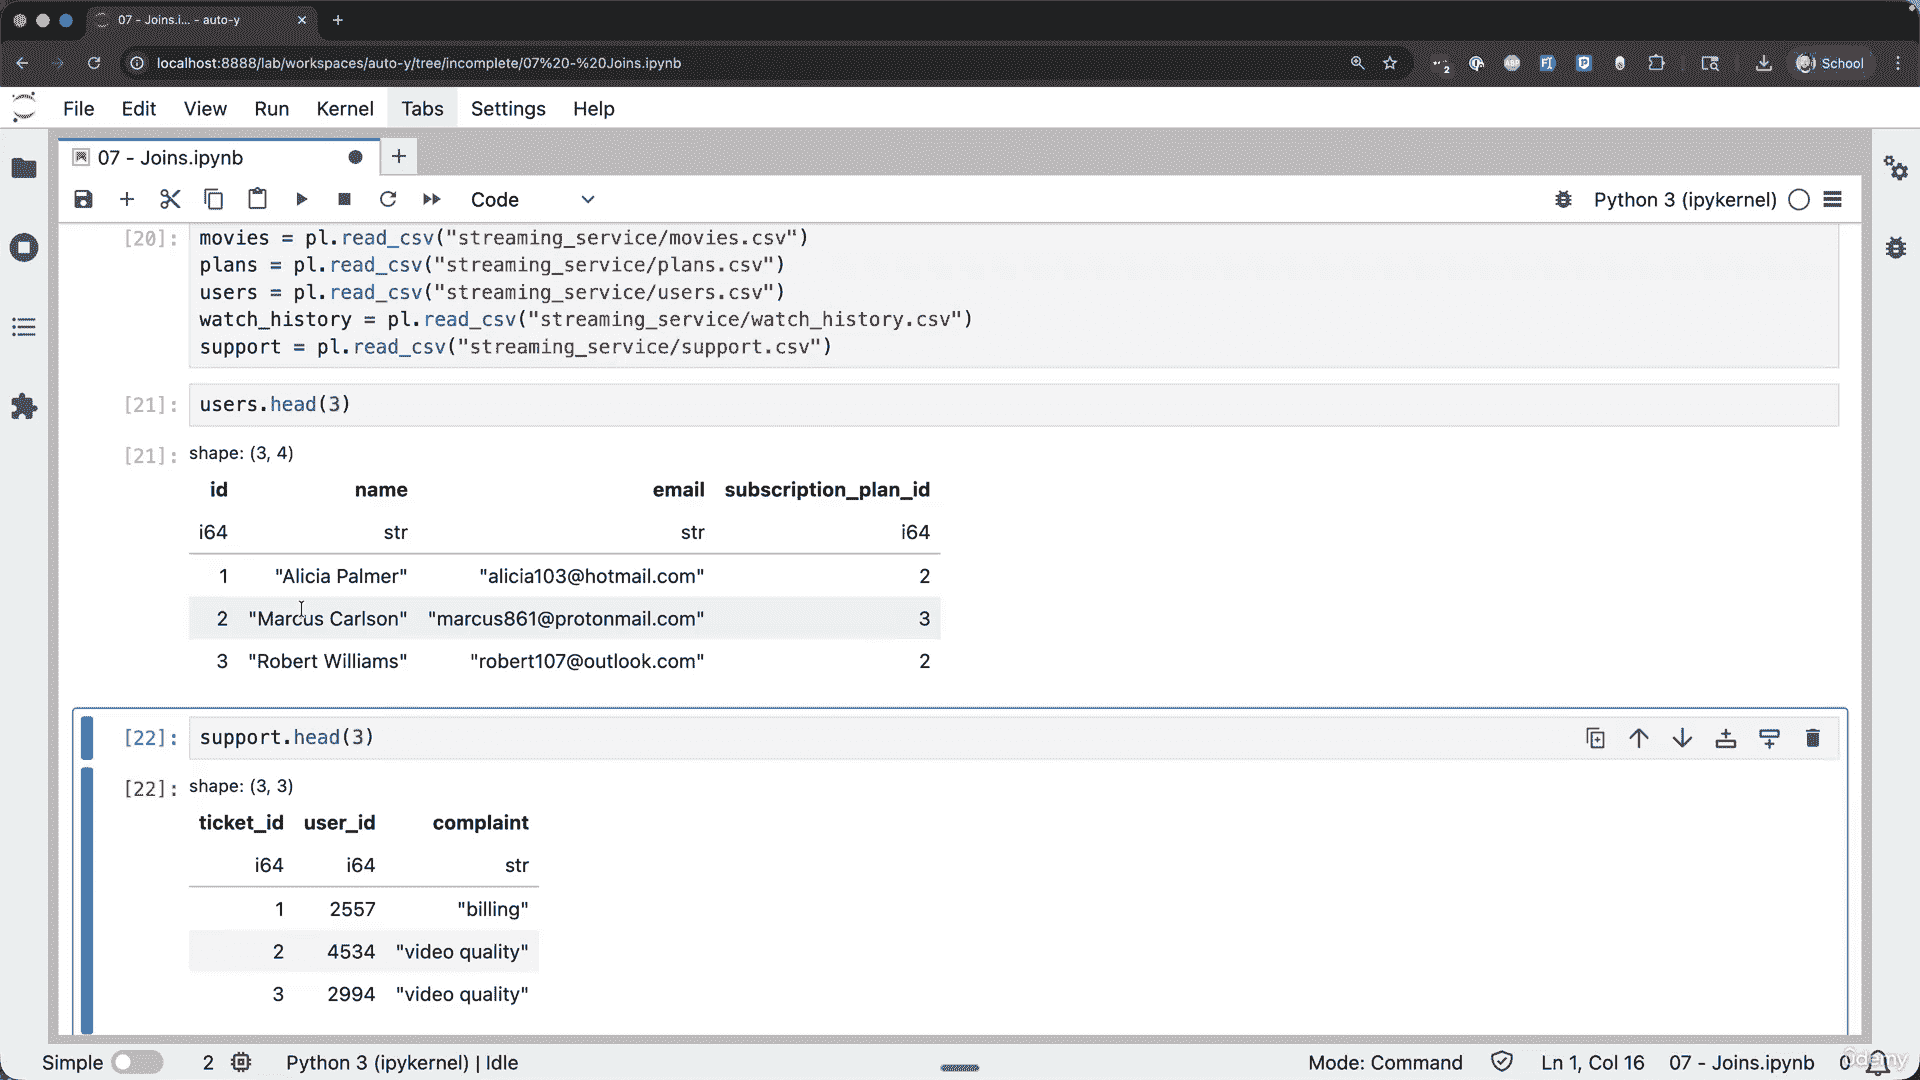 07 - Joins.i... - auto-y
localhost:8888/lab/workspaces/auto-y/tree/incomplete/07%20-%20Joins.ipynb
2
ABP
School
File Edit View Run Kernel Tabs Settings Help
07 - Joins.ipynb
Code
Python 3 (ipykernel)
[20]:
movies = pl.read_csv("streaming_service/movies.csv")
plans = pl.read_csv("streaming_service/plans.csv")
users = pl.read_csv("streaming_service/users.csv")
watch_history = pl.read_csv("streaming_service/watch_history.csv")
support = pl.read_csv("streaming_service/support.csv")
[21]: users.head(3)
[21]: shape: (3, 4)
id name email subscription_plan_id
i64 str str i64
1 "Alicia Palmer" "alicia103@hotmail.com" 2
2 "Marcus Carlson" "marcus861@protonmail.com" 3
3 "Robert Williams" "robert107@outlook.com" 2
[22]: support.head(3)
[22]: shape: (3, 3)
ticket_id user_id complaint
i64 i64 str
1 2557 "billing"
2 4534 "video quality"
3 2994 "video quality"
Simple 2 Python 3 (ipykernel) | Idle Mode: Command Ln 1, Col 16 07 - Joins.ipynb 0
Udemy